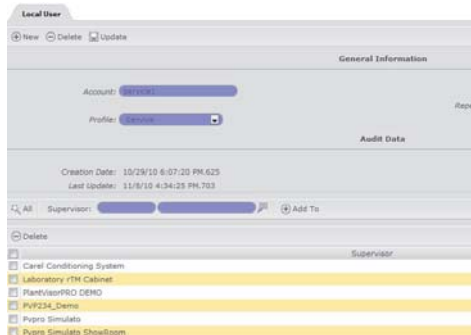 Local User
New Delete Update
General Information
Account: service1
Profile: Service
Audit Data
Creation Date: 10/29/10 6:07:20 PM.625
Last Update: 11/8/10 4:34:25 PM.703
All Supervisor: Add To
Delete
Supervisor
Carel Conditioning System
Laboratory rTM Cabinet
PlantVisorPRO DEMO
PVP234_Demo
Pvpro Simulato
Pvpro Simulato ShowRoom